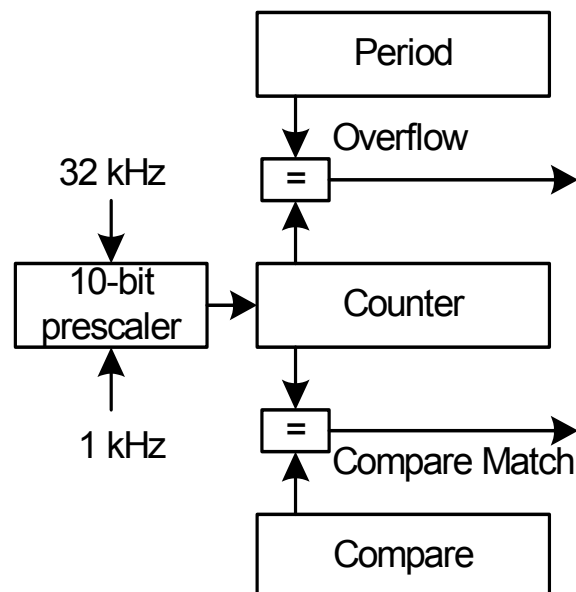 Period
Overflow
=
32 kHz
10-bit
prescaler
Counter
1 kHz
=
Compare Match
Compare